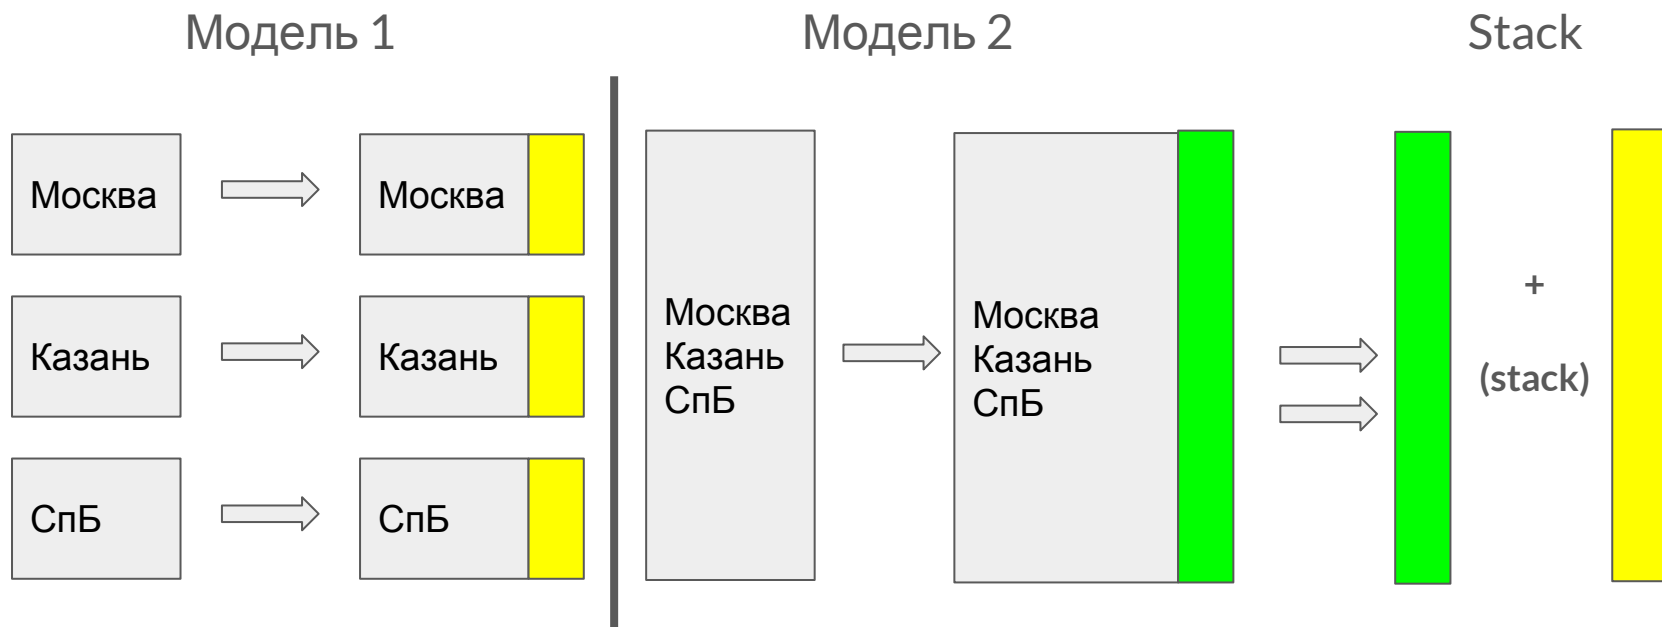 Модель 1
Модель 2
Stack
Москва
Москва
Казань
Казань
СпБ
СпБ
Москва
Казань
СпБ
Москва
Казань
СпБ
+
(stack)